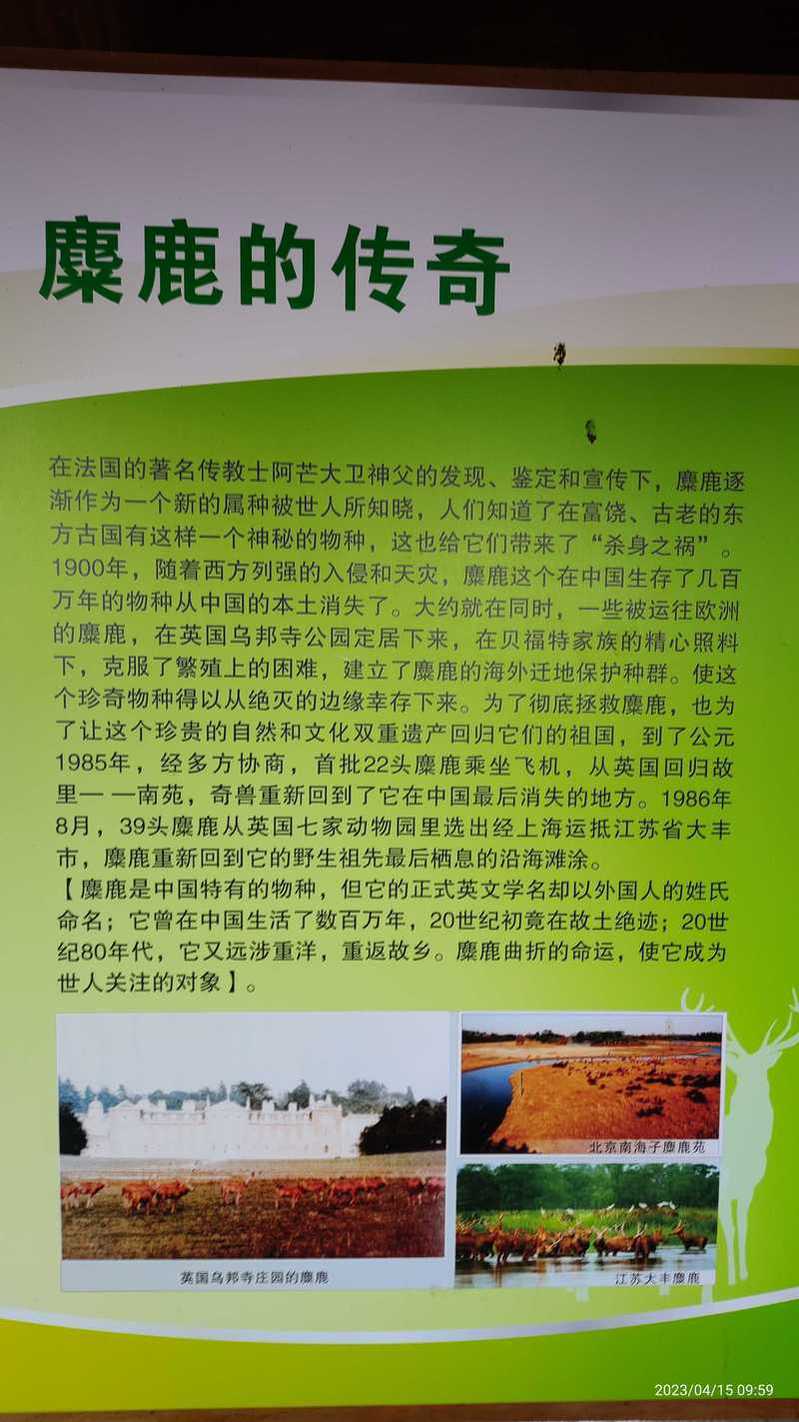 麋鹿的传奇
在法国的著名传教士阿芒大卫神父的发现、鉴定和宣传下，麋鹿逐
渐作为一个新的属种被世人所知晓，人们知道了在富饶、古老的东
方古国有这样一个神秘的物种，这也给它们带来了“杀身之祸”。
1900年，随着西方列强的入侵和天灾，麋鹿这个在中国生存了几百
万年的物种从中国的本土消失了。大约就在同时，一些被运往欧洲
的麋鹿，在英国乌邦寺公园定居下来，在贝福特家族的精心照料
下，克服了繁殖上的困难，建立了麋鹿的海外迁地保护种群。使这
个珍奇物种得以从绝灭的边缘幸存下来。为了彻底拯救麋鹿，也为
了让这个珍贵的自然和文化双重遗产回归它们的祖国，到了公元
1985年，经多方协商，首批22头麋鹿乘坐飞机，从英国回归故
里— —南苑，奇兽重新回到了它在中国最后消失的地方。1986年
8月，39头麋鹿从英国七家动物园里选出经上海运抵江苏省大丰
市，麋鹿重新回到它的野生祖先最后栖息的沿海滩涂。
【麋鹿是中国特有的物种，但它的正式英文学名却以外国人的姓氏
命名；它曾在中国生活了数百万年，20世纪初竟在故土绝迹；20世
纪80年代，它又远涉重洋，重返故乡。麋鹿曲折的命运，使它成为
世人关注的对象】。
北京南海子麋鹿苑
英国乌邦寺庄园的麋鹿
江苏大丰麋鹿
2023/04/15 09:59